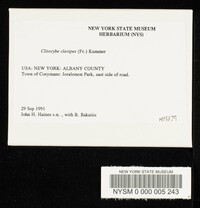 NEW YORK STATE MUSEUM
HERBARIUM (NYS)
Clitocybe clavipes (Fr.) Kummer
USA: NEW YORK: ALBANY COUNTY
Town of Coeymans: Joralemon Park, east side of road.
29 Sep 1991
John H. Haines s.n. , with R. Bukaitis
NEW YORK STATE MUSEUM
NYSM 0 000 005 243